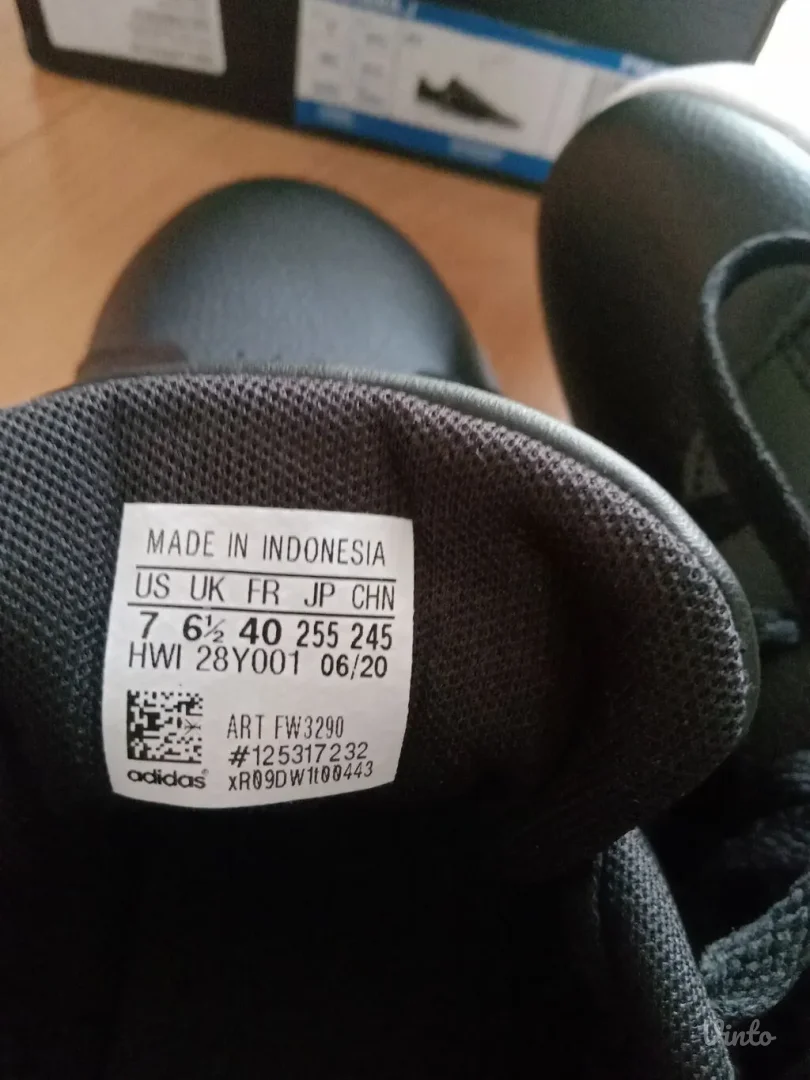 MADE IN INDONESIA
US UK FR JP CHN
7 6½ 40 255 245
HWI 28Y001 06/20
ART FW3290
#125317232
adidas® xR09DW1t00443